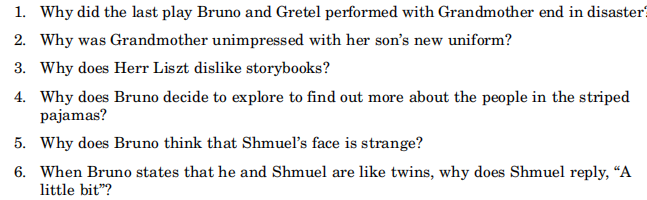 1. Why did the last play Bruno and Gretel performed with Grandmother end in disaster?
2. Why was Grandmother unimpressed with her son's new uniform?
3. Why does Herr Liszt dislike storybooks?
4. Why does Bruno decide to explore to find out more about the people in the striped
pajamas?
5. Why does Bruno think that Shmuel's face is strange?
6. When Bruno states that he and Shmuel are like twins, why does Shmuel reply, “A
little bit”?